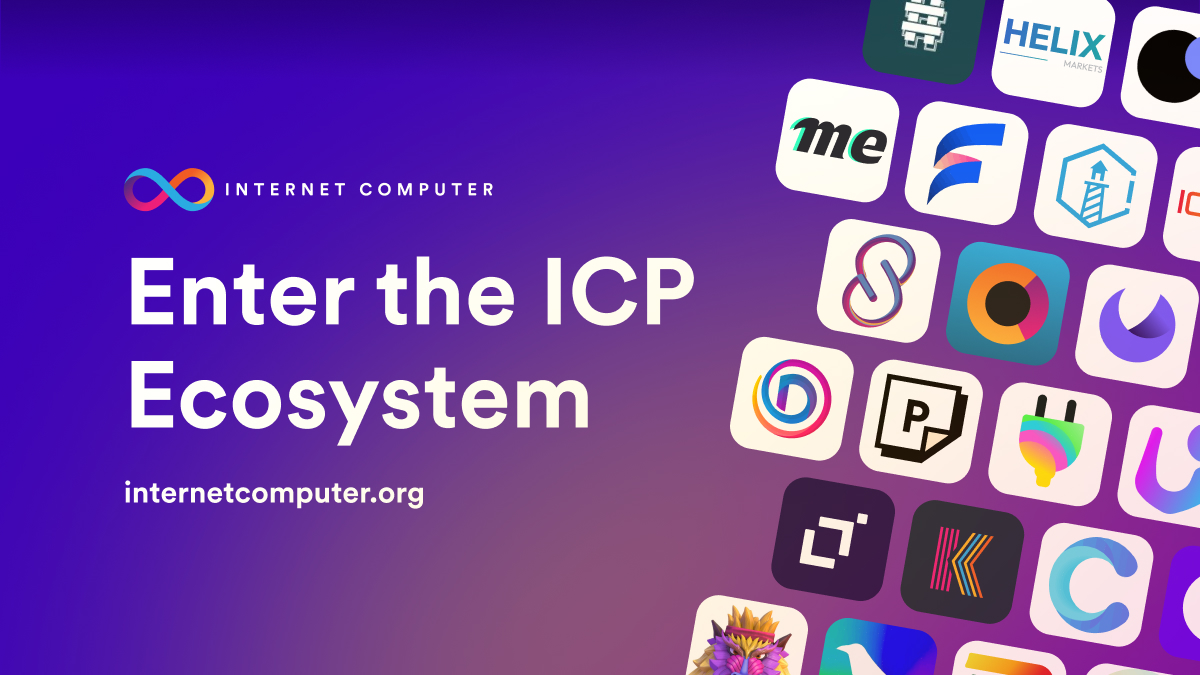 INTERNET COMPUTER
Enter the ICP
Ecosystem
internetcomputer.org
HELIX
MARKETS
me
P